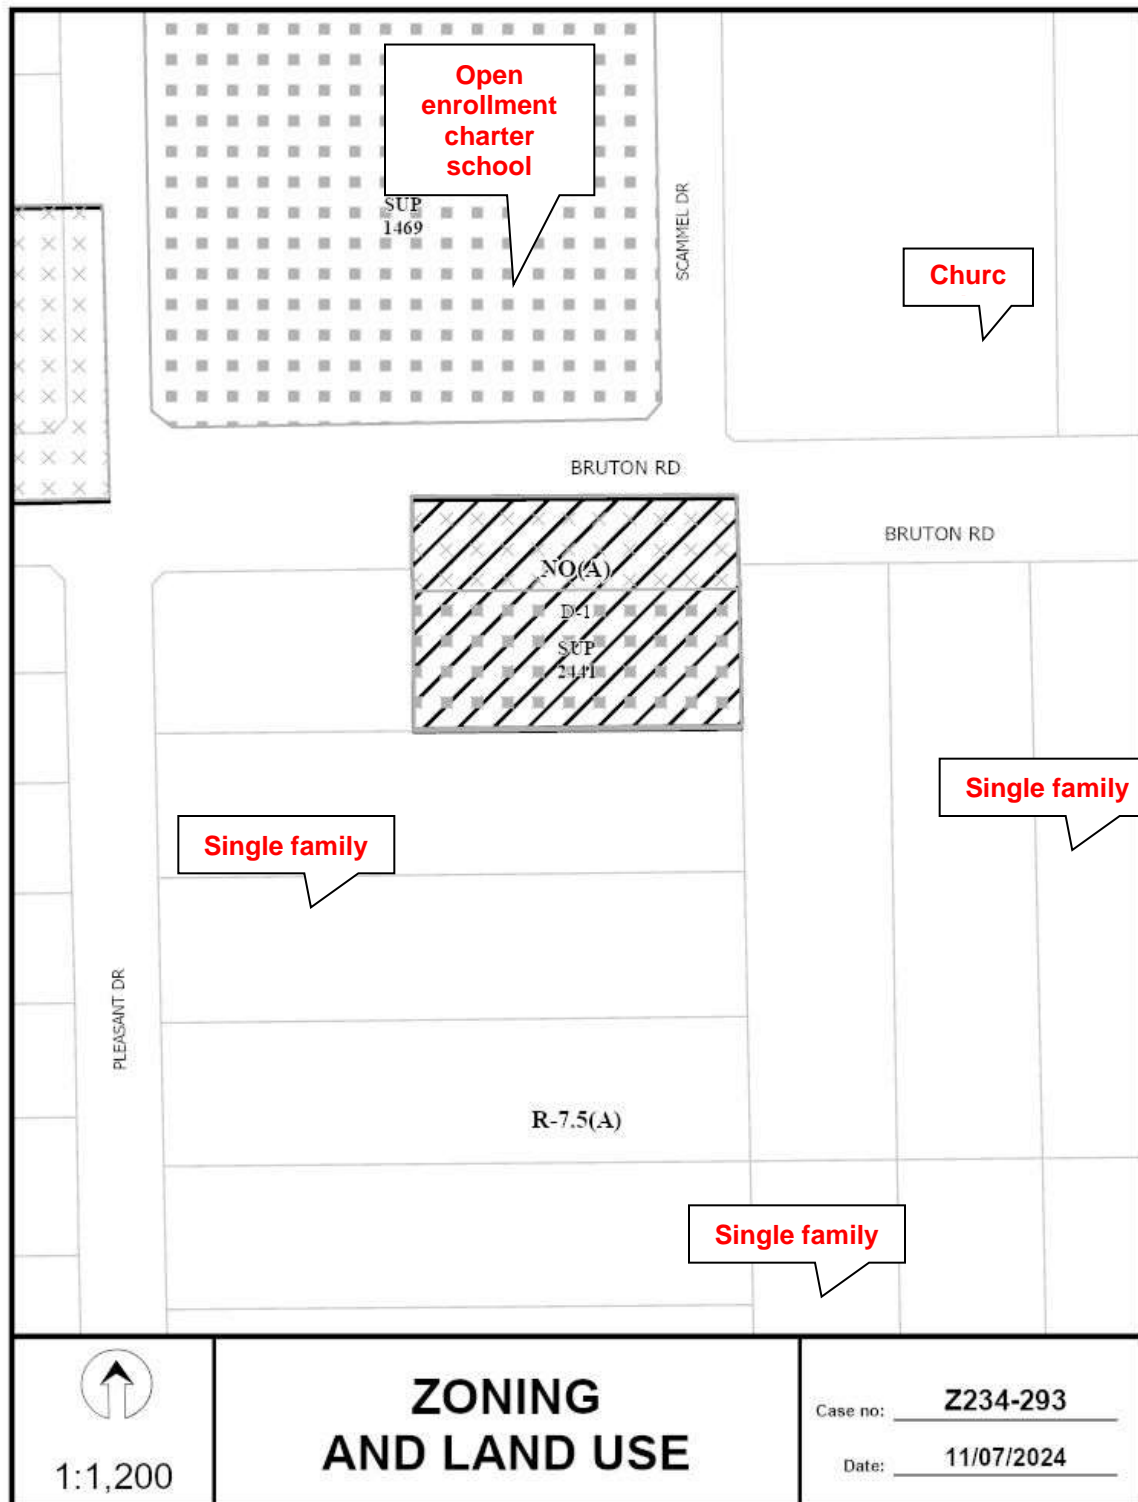 Open
enrollment
charter
school
SUP
1469
SCAMMEL DR
Churc
BRUTON RD
BRUTON RD
NO(A)
D-1
SUP
2441
Single family
Single family
PLEASANT DR
R-7.5(A)
Single family
1:1,200
ZONING
AND LAND USE
Case no: Z234-293
Date: 11/07/2024